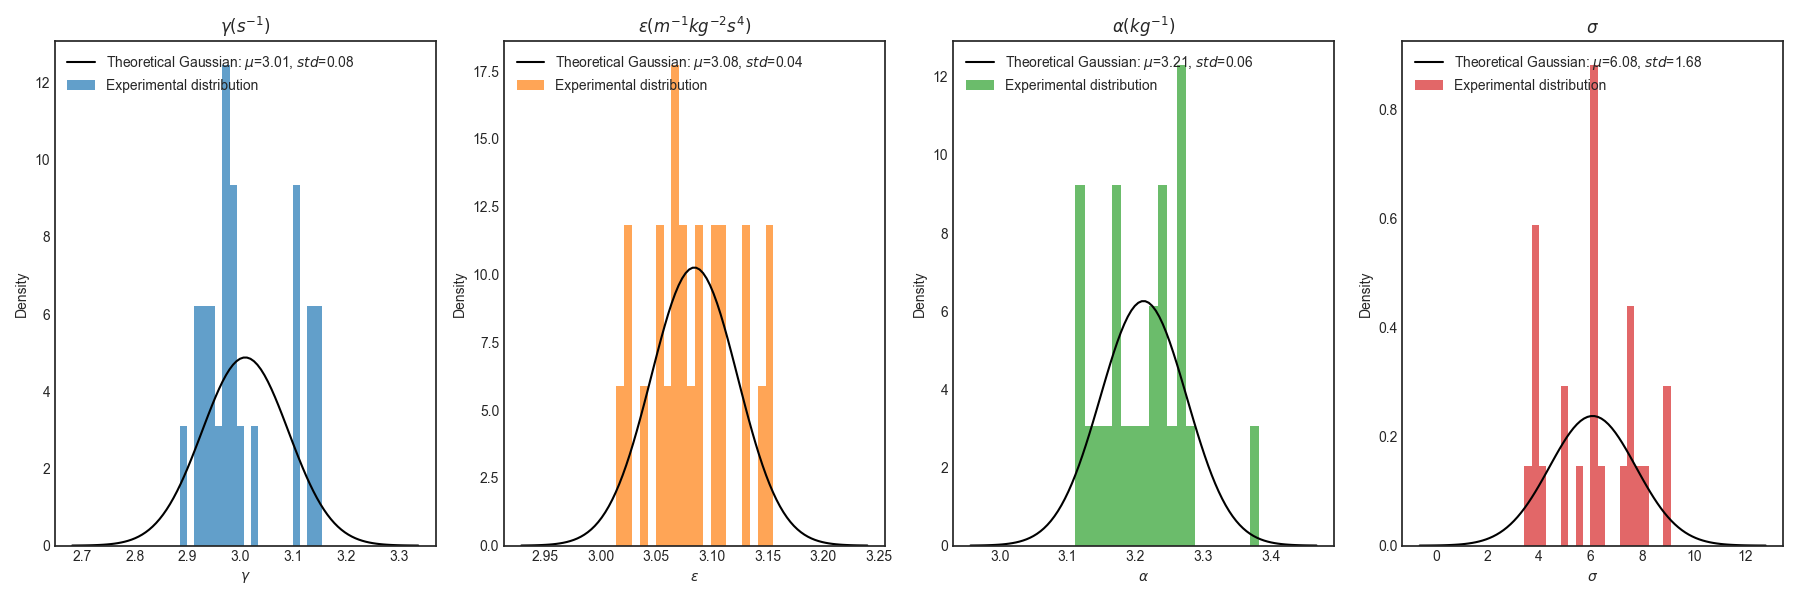 γ(s⁻¹)
Theoretical Gaussian: μ=3.01, std=0.08
Experimental distribution
Density
12
10
8
6
4
2
0
2.7 2.8 2.9 3.0 3.1 3.2 3.3
γ
ε(m⁻¹kg⁻²s⁴)
Theoretical Gaussian: μ=3.08, std=0.04
Experimental distribution
Density
17.5
15.0
12.5
10.0
7.5
5.0
2.5
0.0
2.95 3.00 3.05 3.10 3.15 3.20 3.25
ε
α(kg⁻¹)
Theoretical Gaussian: μ=3.21, std=0.06
Experimental distribution
Density
12
10
8
6
4
2
0
3.0 3.1 3.2 3.3 3.4
α
σ
Theoretical Gaussian: μ=6.08, std=1.68
Experimental distribution
Density
0.8
0.6
0.4
0.2
0.0
0 2 4 6 8 10 12
σ